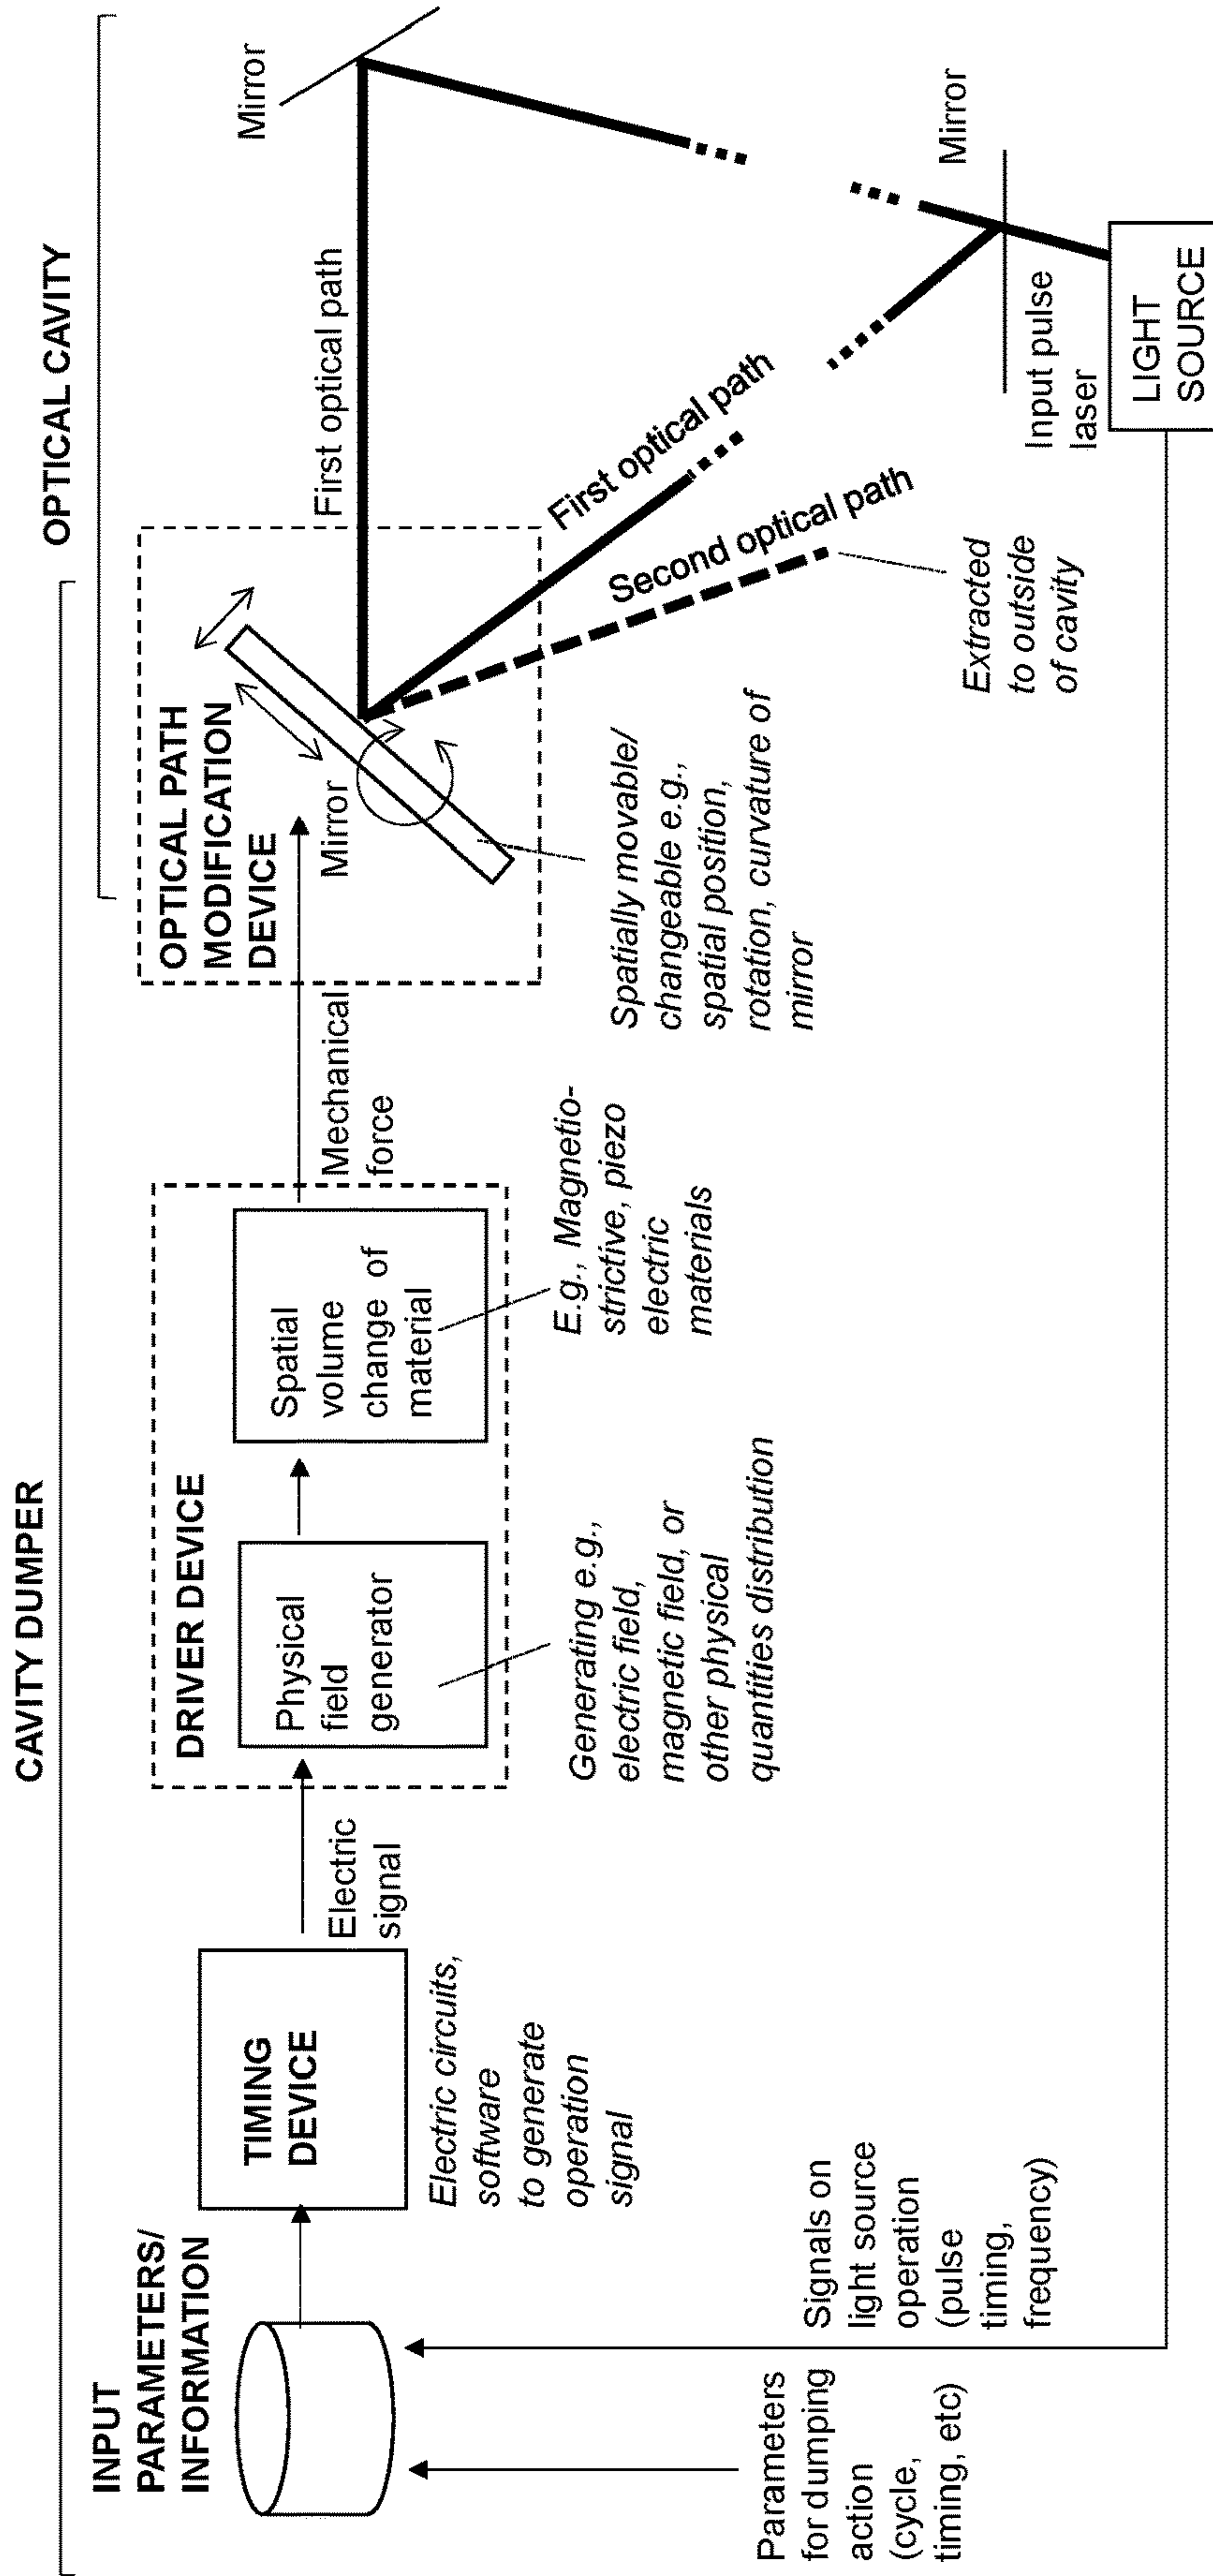 CAVITY DUMPER
OPTICAL CAVITY
INPUT
PARAMETERS/
INFORMATION
TIMING
DEVICE
Electric circuits,
software
to generate
operation
signal
Electric
signal
DRIVER DEVICE
Physical
field
generator
Spatial
volume
change of
material
Generating e.g.,
electric field,
magnetic field, or
other physical
quantities distribution
E.g., Magnetio-
strictive, piezo
electric
materials
Mechanical
force
OPTICAL PATH
MODIFICATION
DEVICE
Mirror
Spatially movable/
changeable e.g.,
spatial position,
rotation, curvature of
mirror
First optical path
Mirror
First optical path
Second optical path
Extracted
to outside
of cavity
Mirror
Input pulse
laser
LIGHT
SOURCE
Parameters
for dumping
action
(cycle,
timing, etc)
Signals on
light source
operation
(pulse
timing,
frequency)